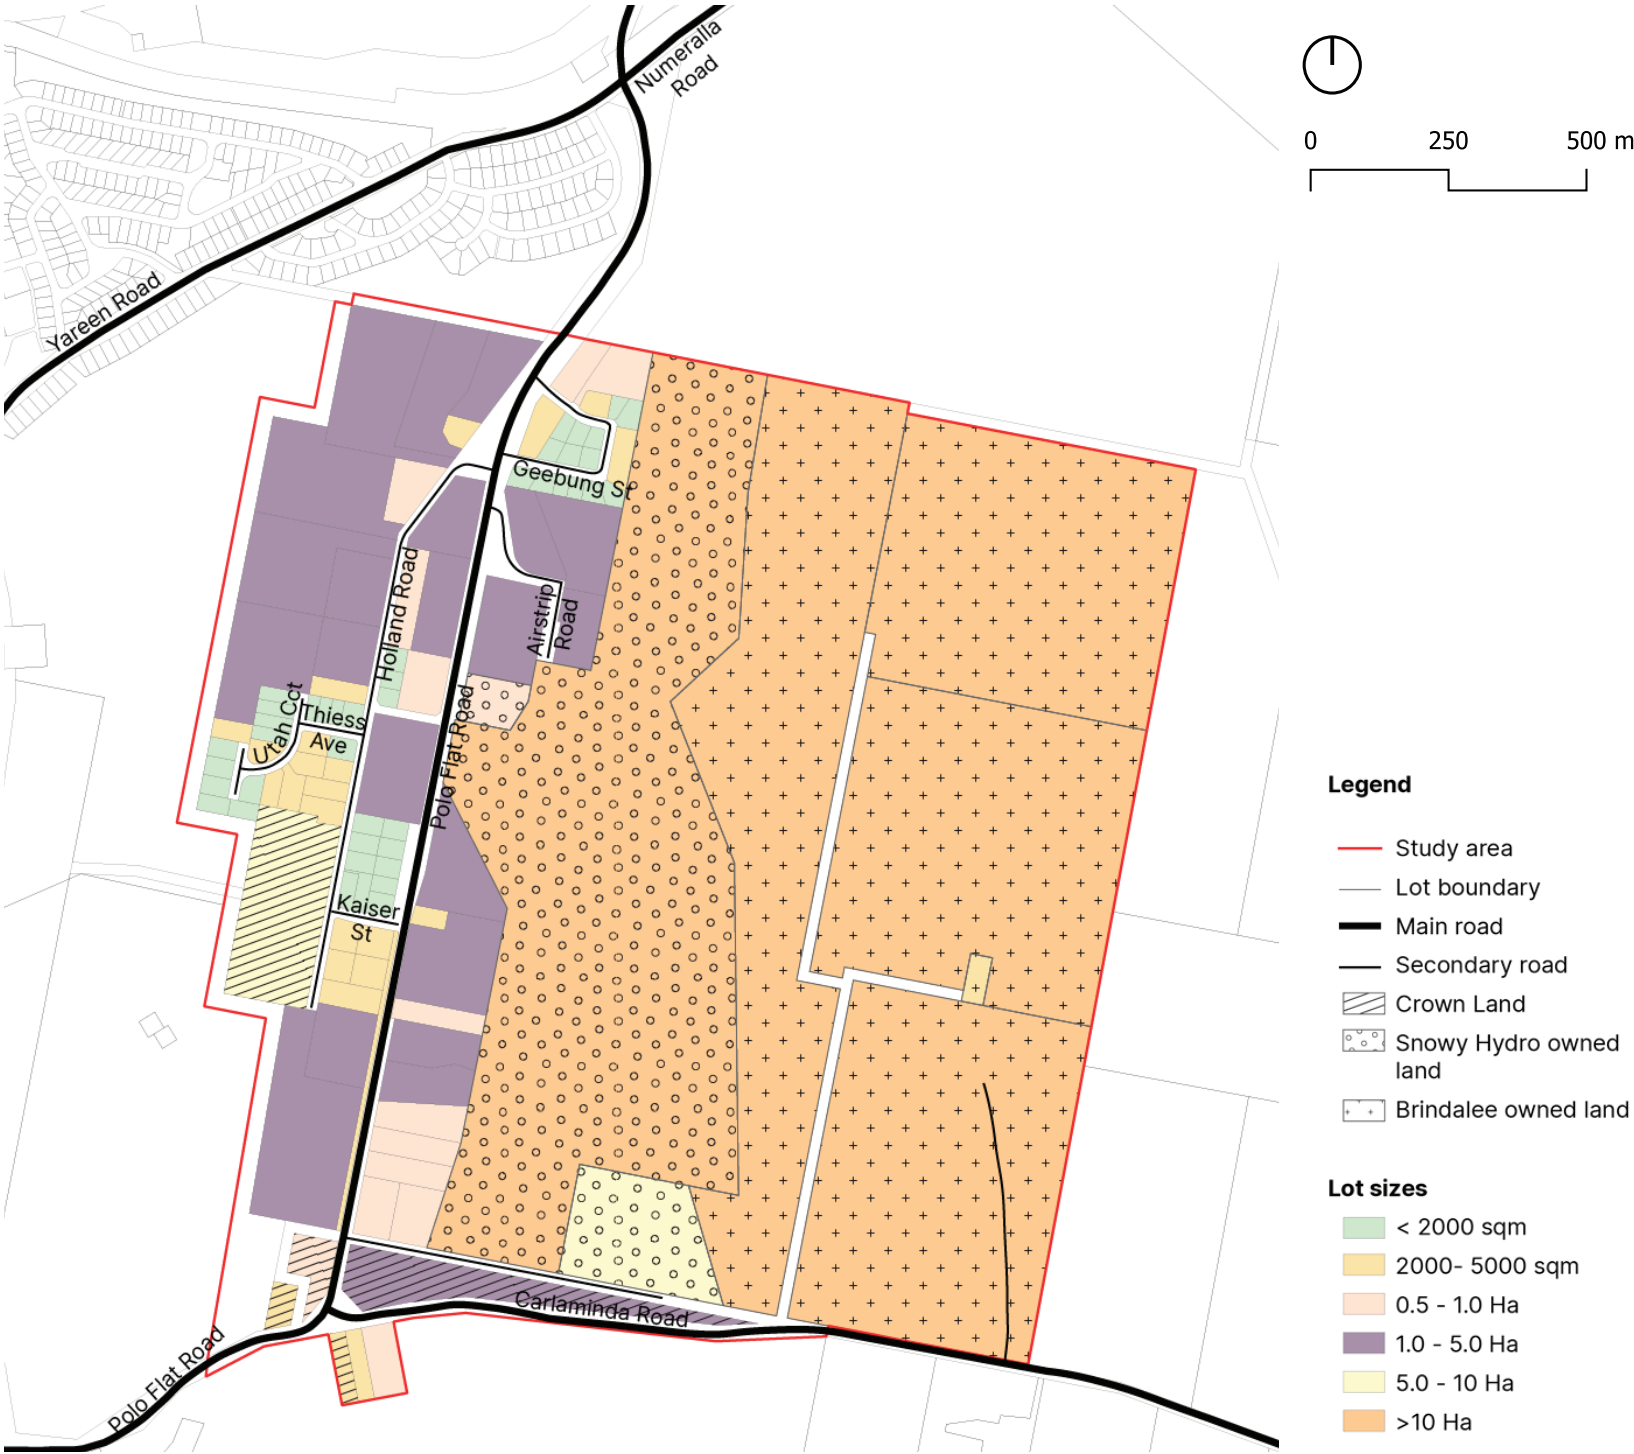 Numeralla
Road
0 250 500 m
Yareen Road
Geebung St
Holland Road
Airstrip
Road
Utah Cct
Thiess
Ave
Polo Flat Road
Kaiser
St
Carlaminda Road
Polo Flat Road
Legend
Study area
Lot boundary
Main road
Secondary road
Crown Land
Snowy Hydro owned
land
Brindalee owned land
Lot sizes
< 2000 sqm
2000- 5000 sqm
0.5 - 1.0 Ha
1.0 - 5.0 Ha
5.0 - 10 Ha
>10 Ha